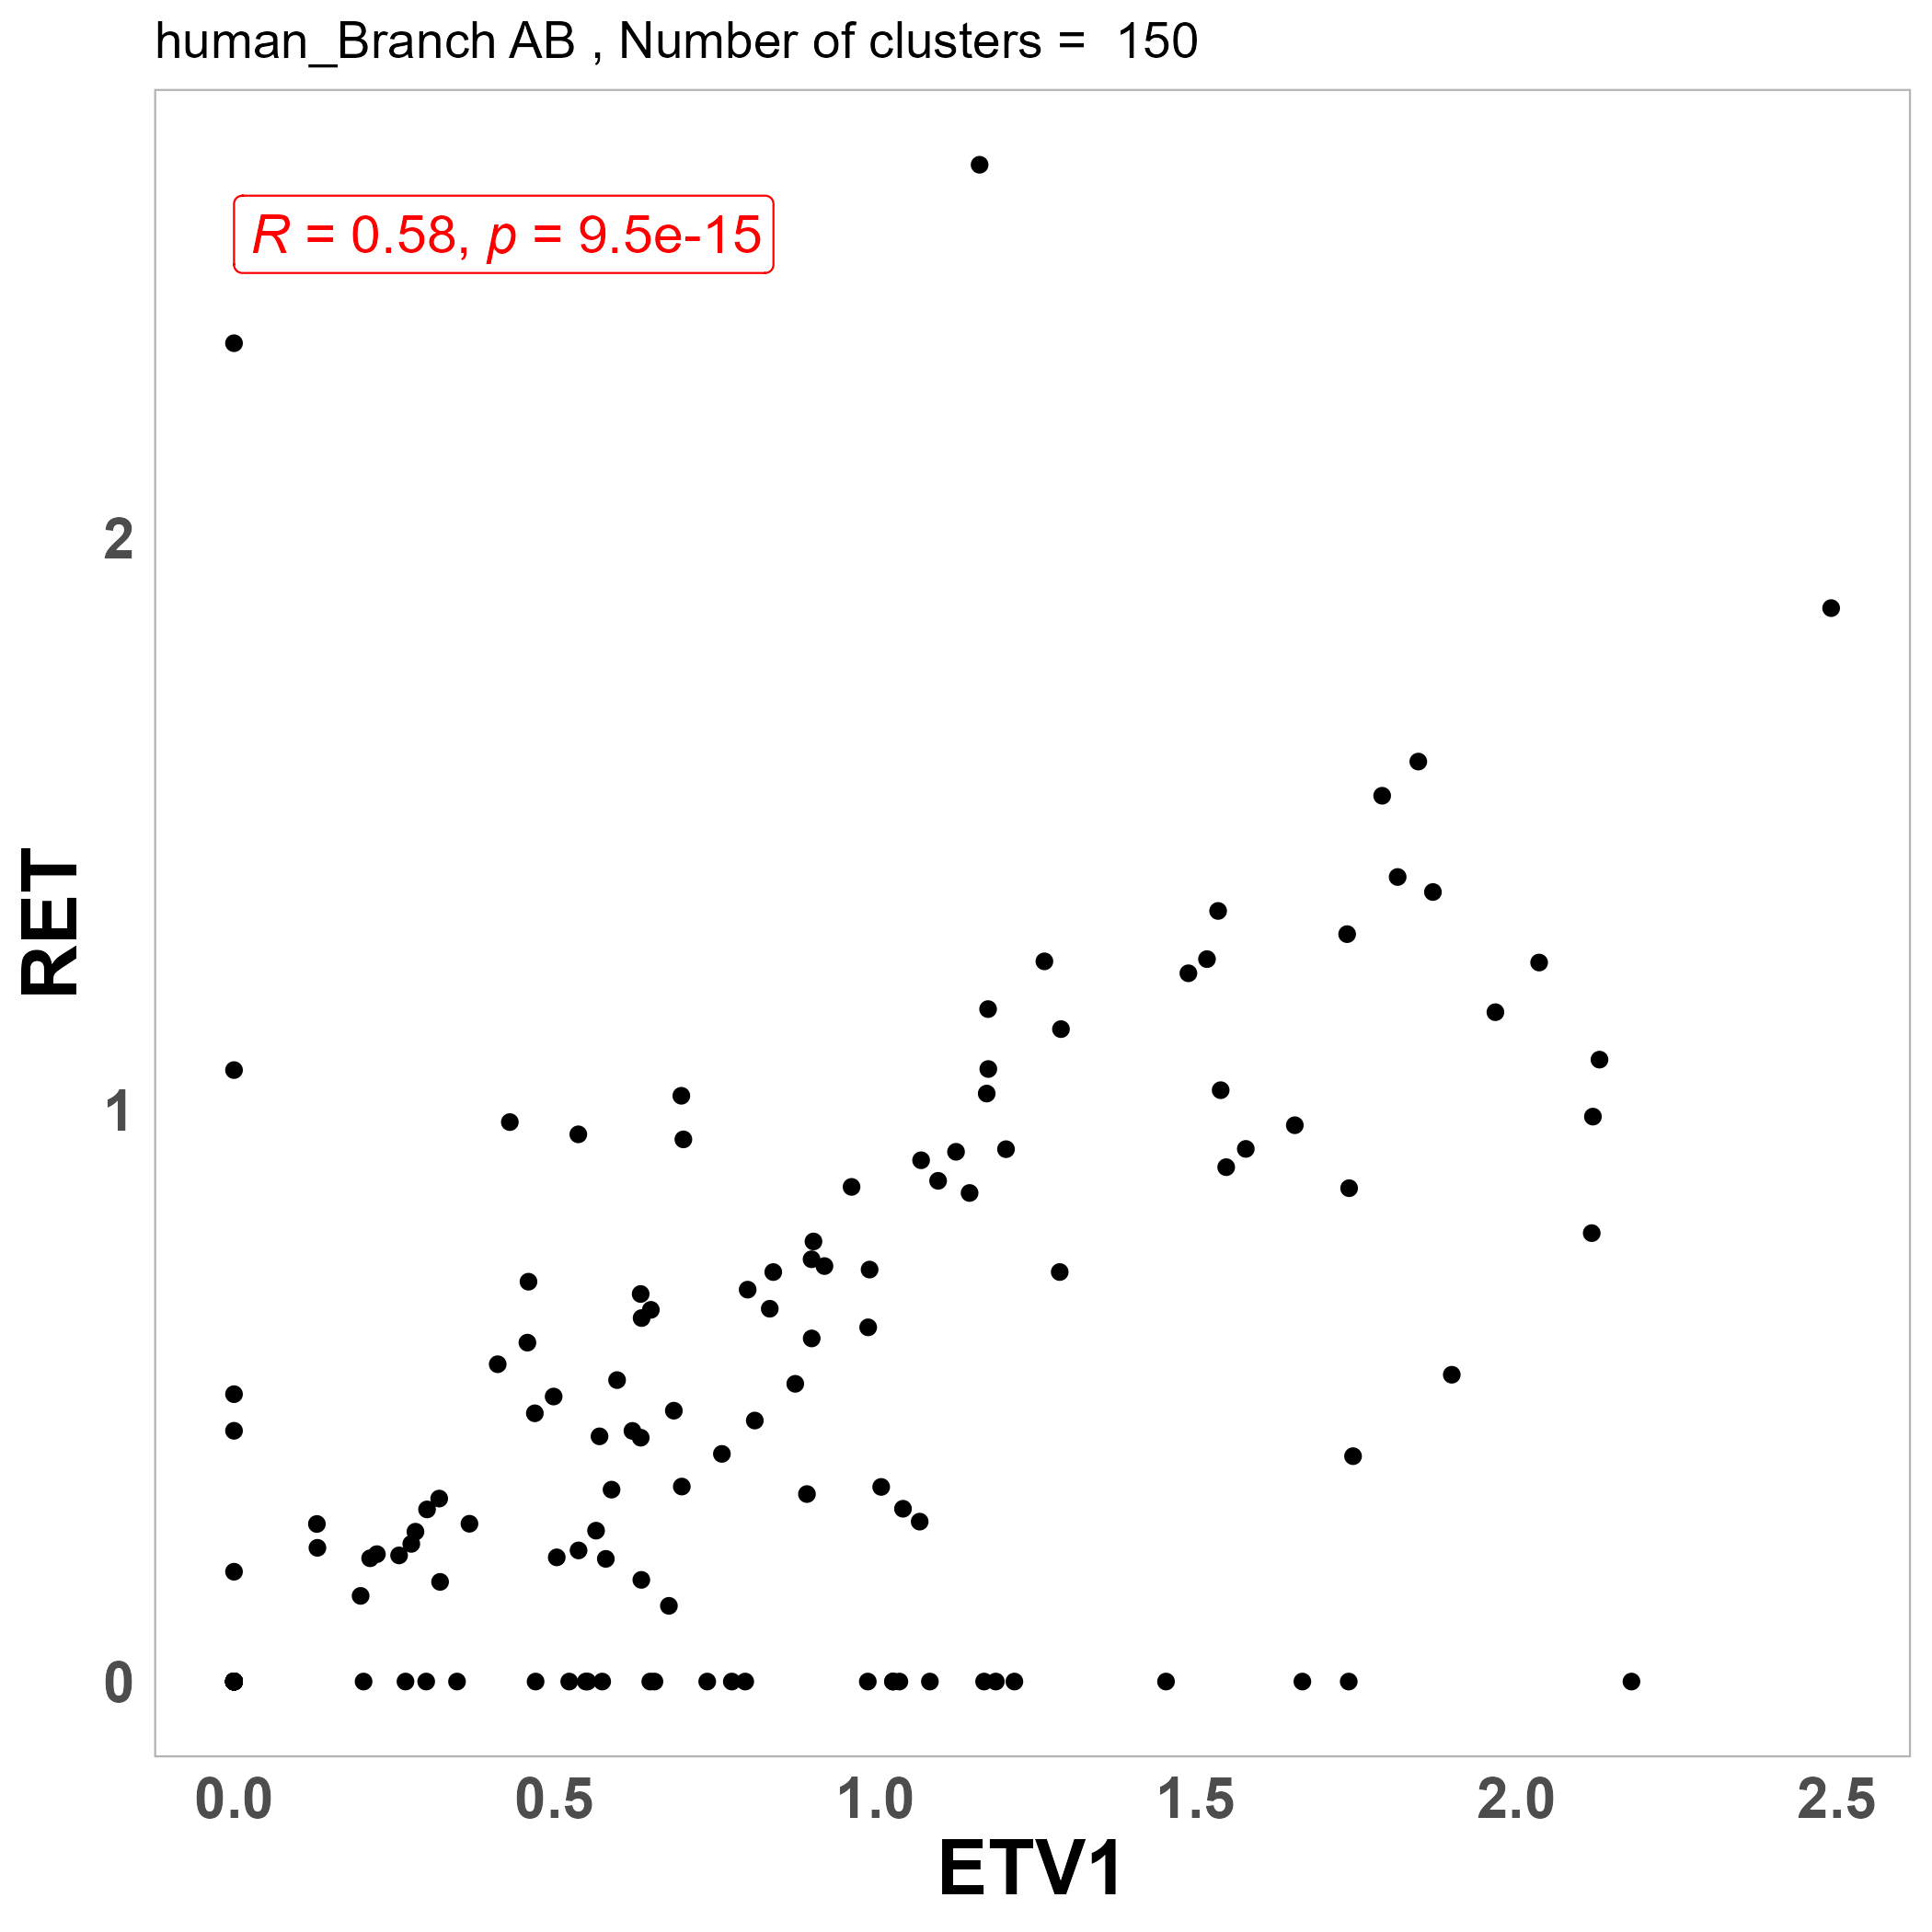 human_Branch AB , Number of clusters =  150
R = 0.58, p = 9.5e-15
RET
2
1
0
0.0 0.5 1.0 1.5 2.0 2.5
ETV1